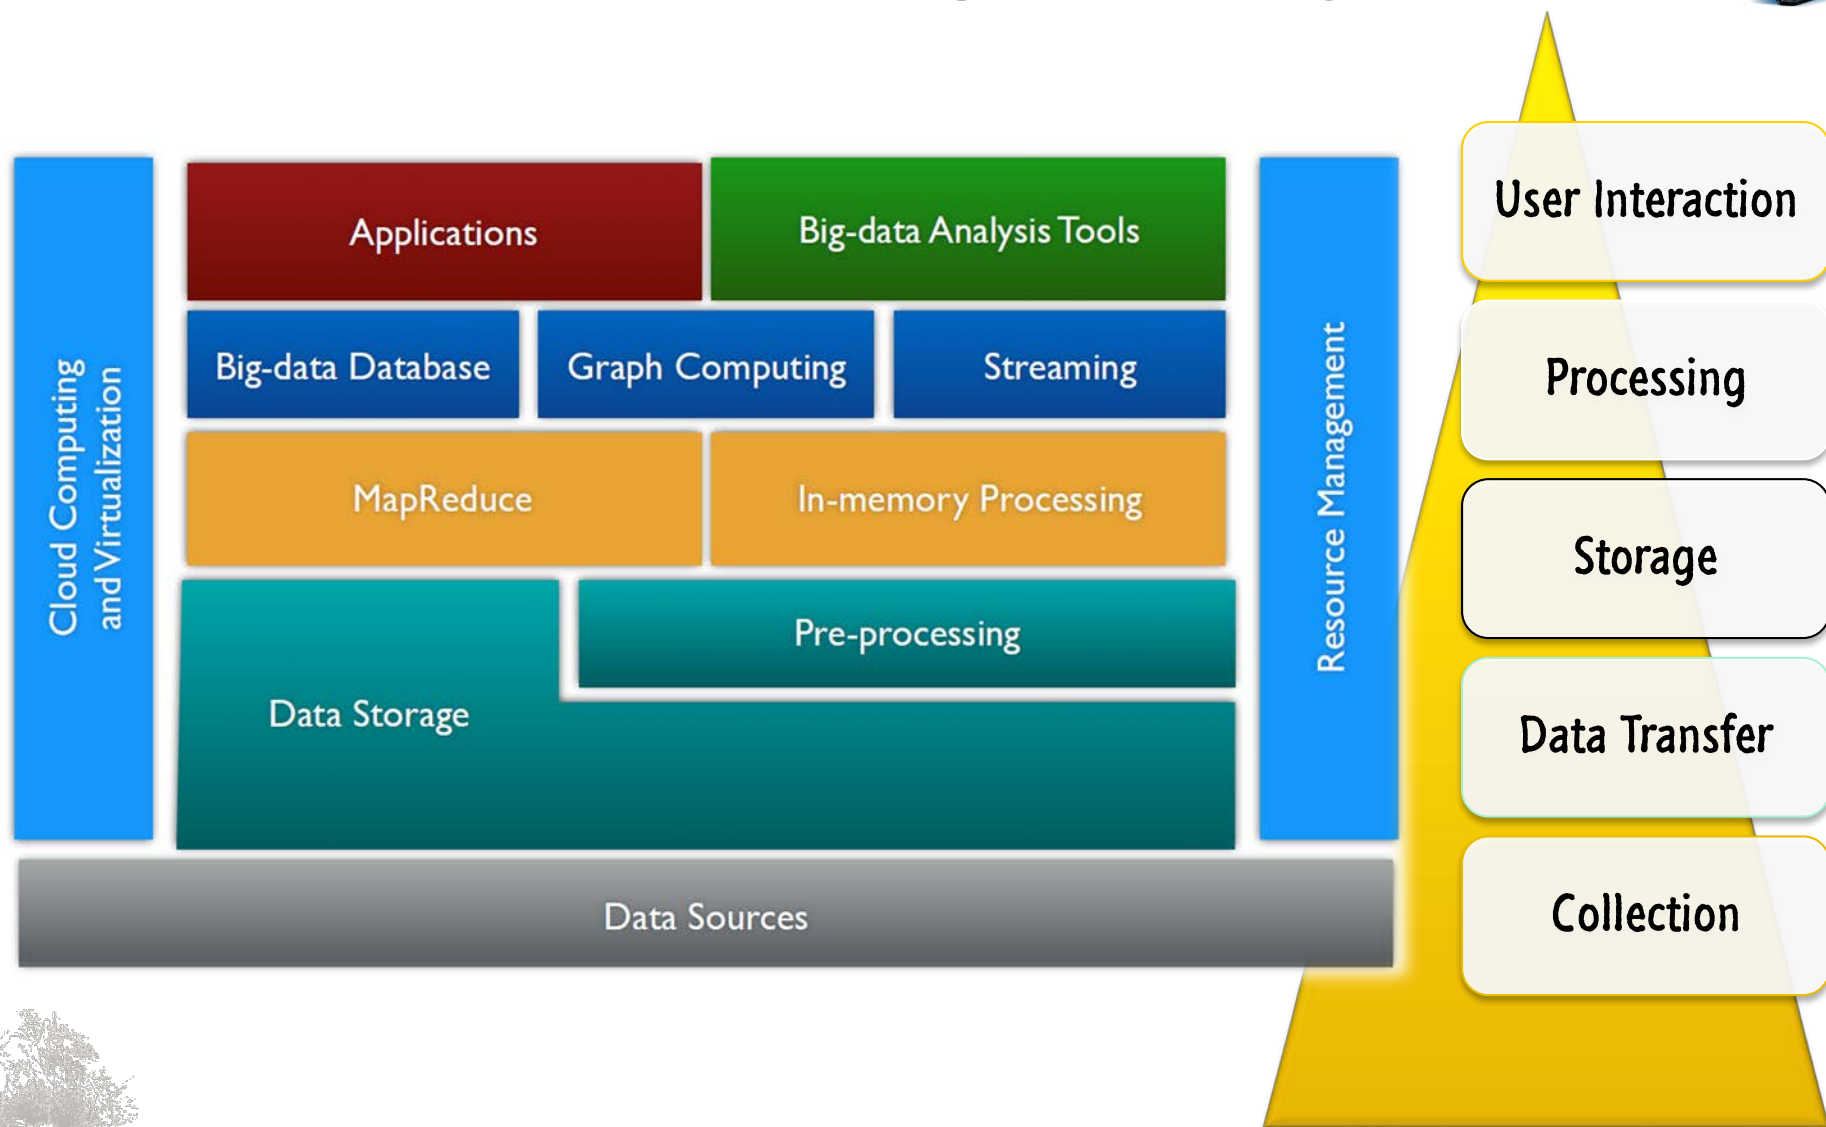 Applications
Big-data Analysis Tools
Big-data Database
Graph Computing
Streaming
MapReduce
In-memory Processing
Pre-processing
Data Storage
Data Sources
Cloud Computing
and Virtualization
Resource Management
User Interaction
Processing
Storage
Data Transfer
Collection